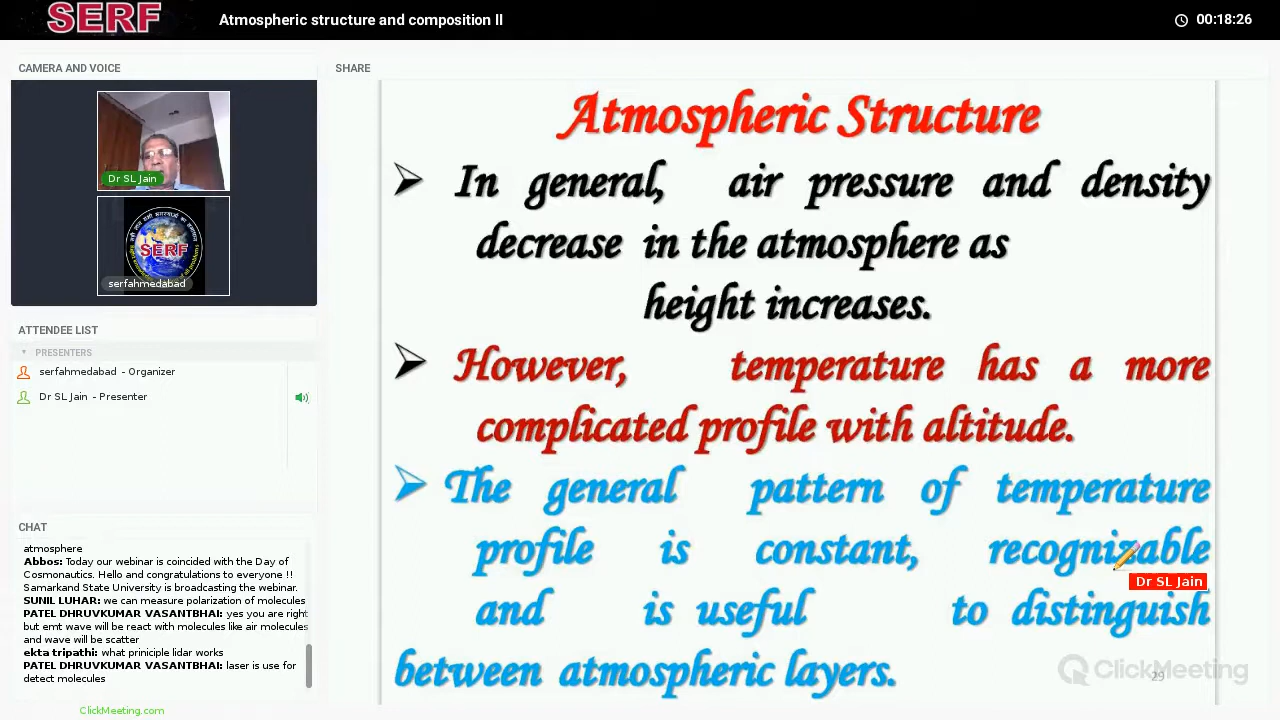 SERF
Atmospheric structure and composition II
00:18:26
CAMERA AND VOICE
SHARE
Dr SL Jain
SERF
serfahmedabad
ATTENDEE LIST
PRESENTERS
serfahmedabad - Organizer
Dr SL Jain - Presenter
CHAT
atmosphere
Abbos: Today our webinar is coincided with the Day of
Cosmonautics. Hello and congratulations to everyone !!
Samarkand State University is broadcasting the webinar.
SUNIL LUHAR: we can measure polarization of molecules
PATEL DHRUVKUMAR VASANTBHAI: yes you are right
but emt wave will be react with molecules like air molecules
and wave will be scatter
ekta tripathi: what priniciple lidar works
PATEL DHRUVKUMAR VASANTBHAI: laser is use for
detect molecules
ClickMeeting.com
Atmospheric Structure
In general, air pressure and density
decrease in the atmosphere as
height increases.
However, temperature has a more
complicated profile with altitude.
The general pattern of temperature
profile is constant, recognizable
Dr SL Jain
and is useful to distinguish
between atmospheric layers.
ClickMeeting
29